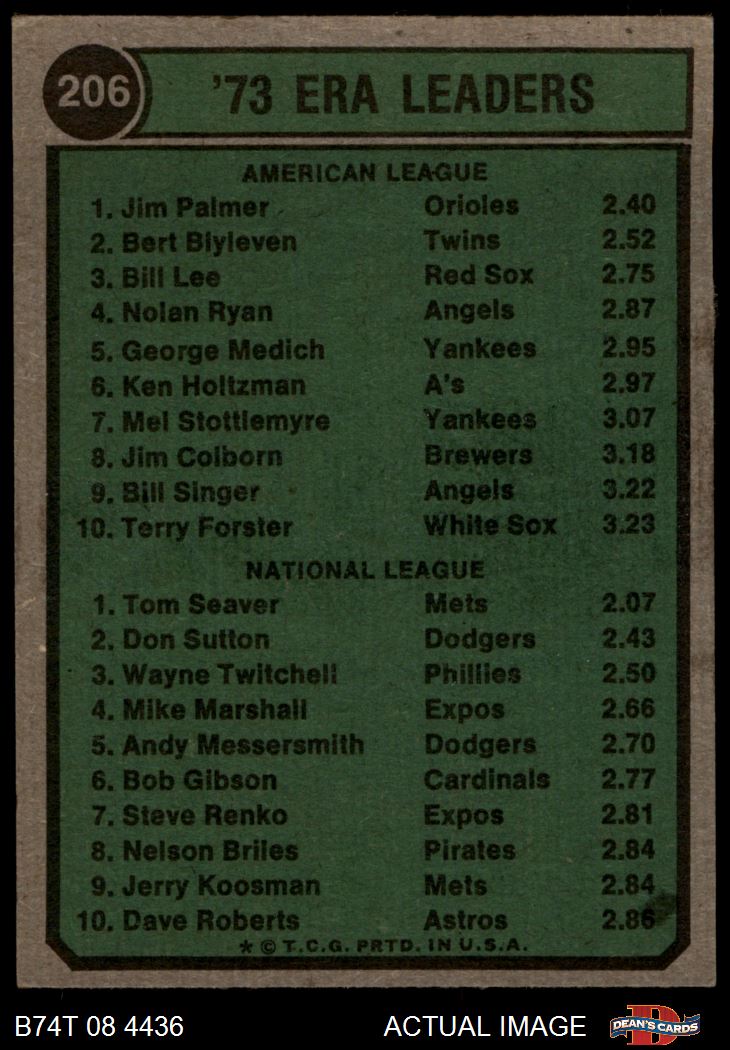 206 '73 ERA LEADERS
AMERICAN LEAGUE
1. Jim Palmer Orioles 2.40
2. Bert Blyleven Twins 2.52
3. Bill Lee Red Sox 2.75
4. Nolan Ryan Angels 2.87
5. George Medich Yankees 2.95
6. Ken Holtzman A's 2.97
7. Mel Stottlemyre Yankees 3.07
8. Jim Colborn Brewers 3.18
9. Bill Singer Angels 3.22
10. Terry Forster White Sox 3.23
NATIONAL LEAGUE
1. Tom Seaver Mets 2.07
2. Don Sutton Dodgers 2.43
3. Wayne Twitchell Phillies 2.50
4. Mike Marshall Expos 2.66
5. Andy Messersmith Dodgers 2.70
6. Bob Gibson Cardinals 2.77
7. Steve Renko Expos 2.81
8. Nelson Briles Pirates 2.84
9. Jerry Koosman Mets 2.84
10. Dave Roberts Astros 2.86
* © T.C.G. PRTD. IN U.S.A.
B74T 08 4436 ACTUAL IMAGE DEAN'S CARDS